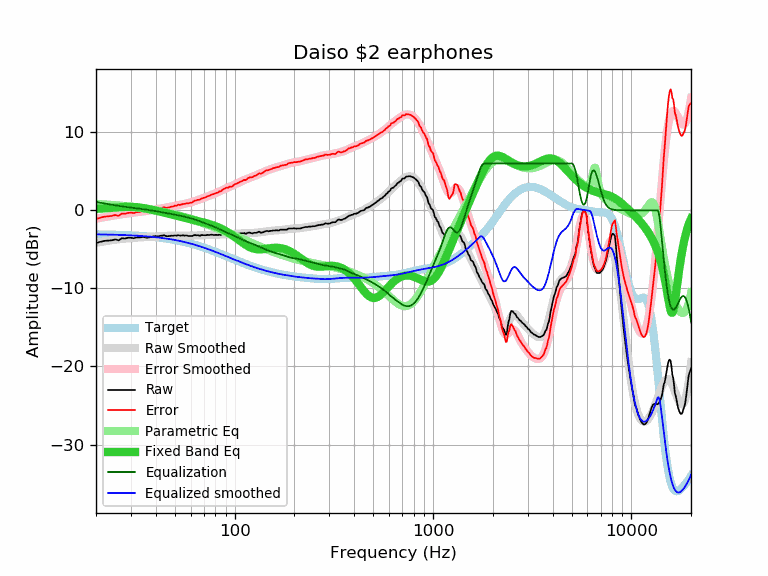 Daiso $2 earphones
Amplitude (dBr)
10
0
−10
−20
−30
Target
Raw Smoothed
Error Smoothed
Raw
Error
Parametric Eq
Fixed Band Eq
Equalization
Equalized smoothed
100
1000
10000
Frequency (Hz)